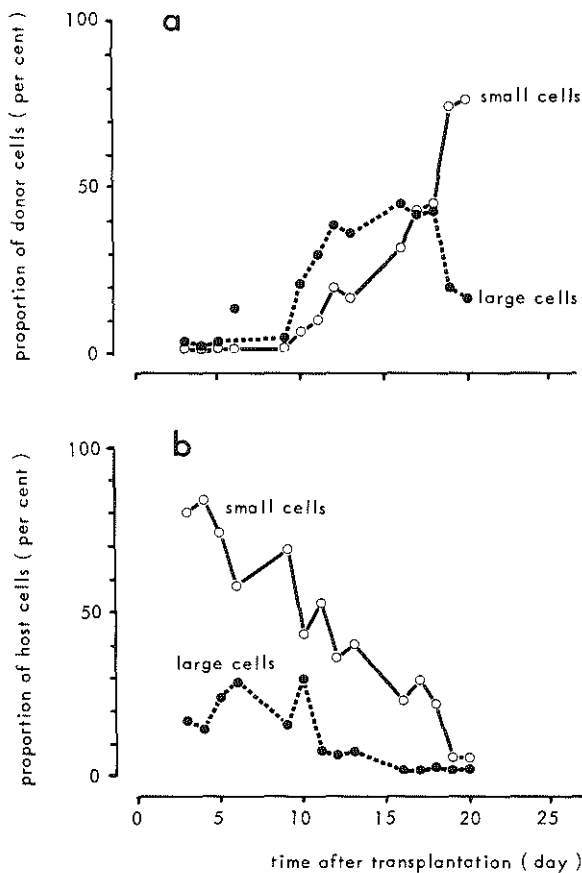 a
proportion of donor cells ( per cent )
100
50
0
small cells
large cells
b
proportion of host cells ( per cent )
100
50
0
small cells
large cells
0 5 10 15 20 25
time after transplantation ( day )